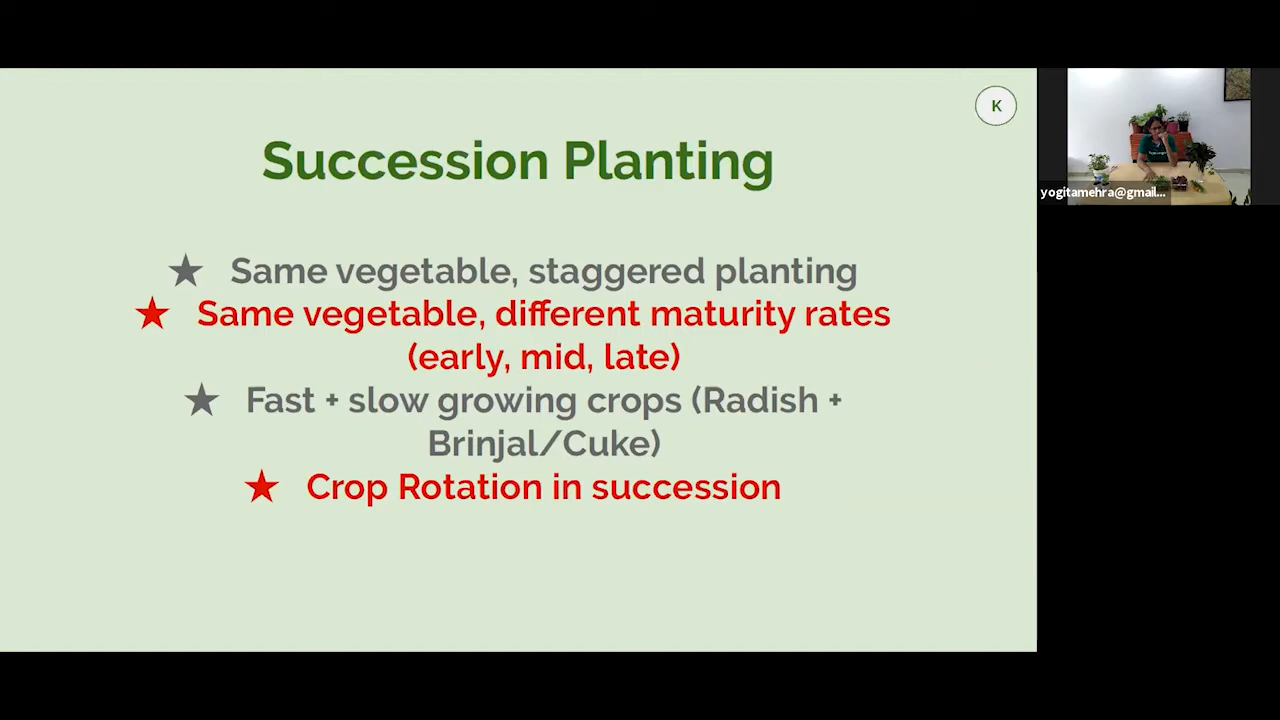 K
Succession Planting
★ Same vegetable, staggered planting
★ Same vegetable, different maturity rates
(early, mid, late)
★ Fast + slow growing crops (Radish +
Brinjal/Cuke)
★ Crop Rotation in succession
yogitamehra@gmail...